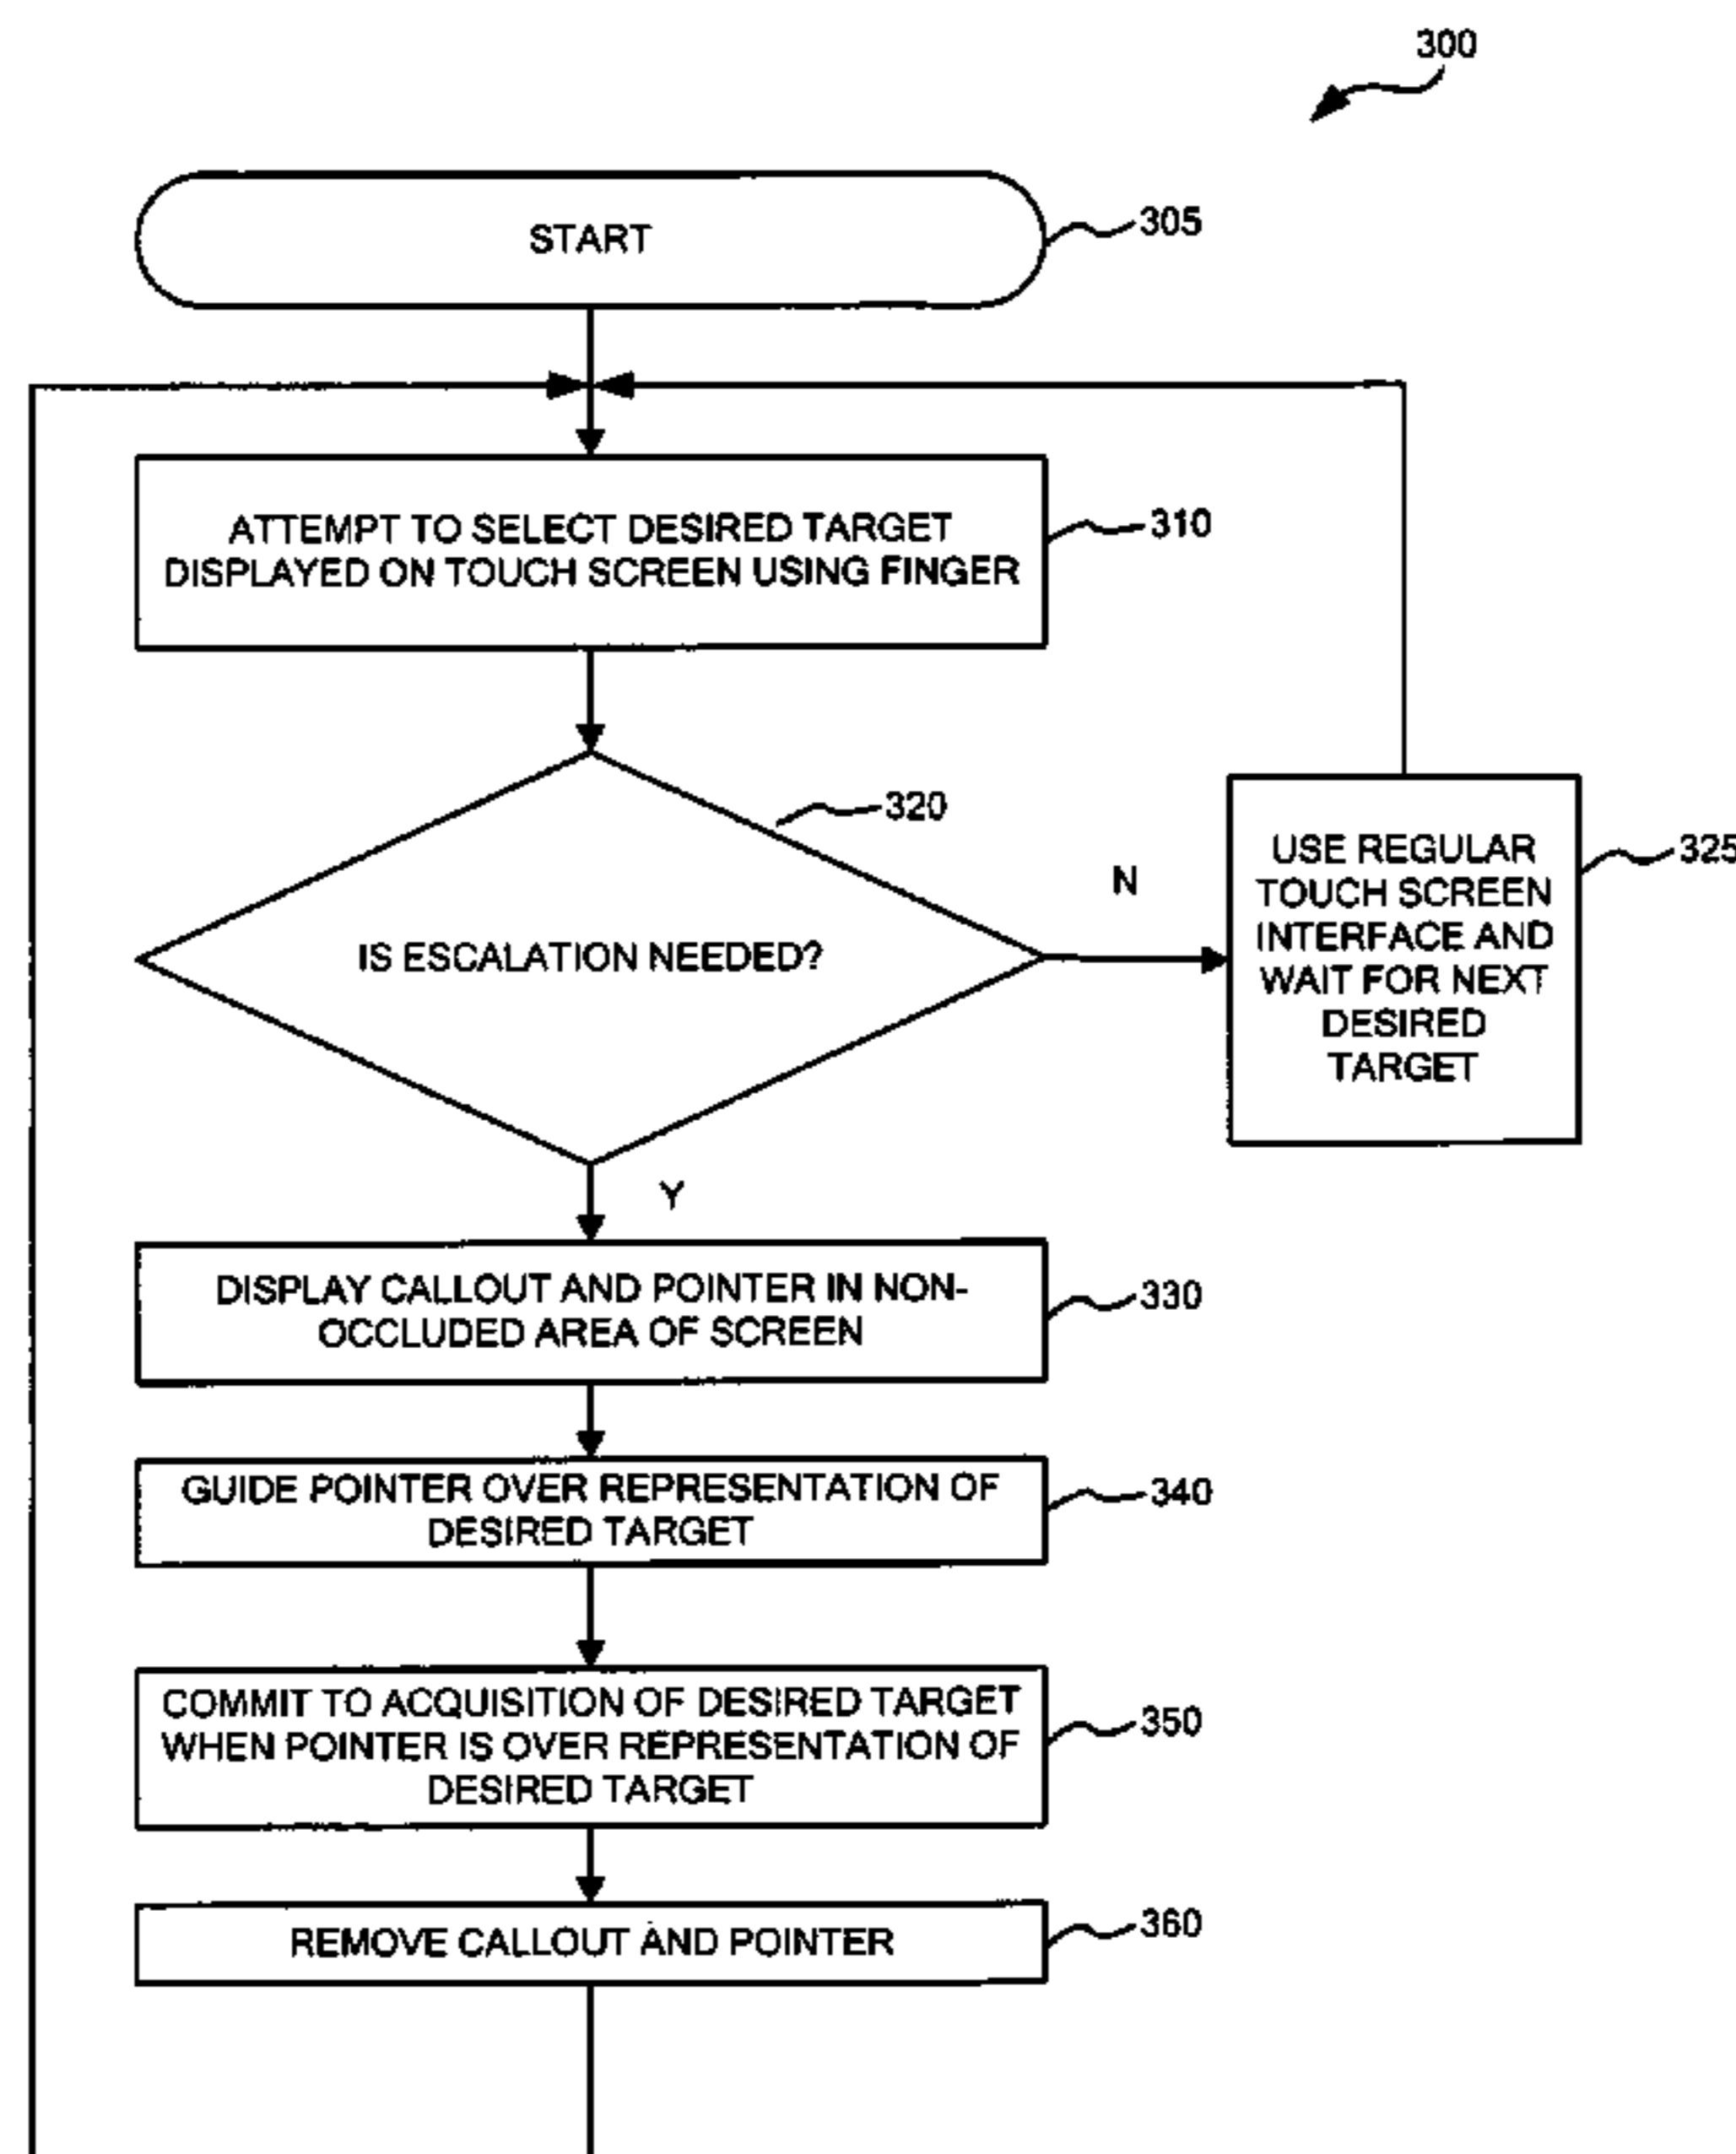 300
START
305
ATTEMPT TO SELECT DESIRED TARGET
DISPLAYED ON TOUCH SCREEN USING FINGER
310
320
N
IS ESCALATION NEEDED?
USE REGULAR
TOUCH SCREEN
INTERFACE AND
WAIT FOR NEXT
DESIRED
TARGET
325
Y
DISPLAY CALLOUT AND POINTER IN NON-
OCCLUDED AREA OF SCREEN
330
GUIDE POINTER OVER REPRESENTATION OF
DESIRED TARGET
340
COMMIT TO ACQUISITION OF DESIRED TARGET
WHEN POINTER IS OVER REPRESENTATION OF
DESIRED TARGET
350
REMOVE CALLOUT AND POINTER
360